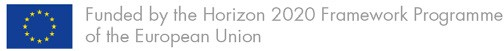 Funded by the Horizon 2020 Framework Programme
of the European Union